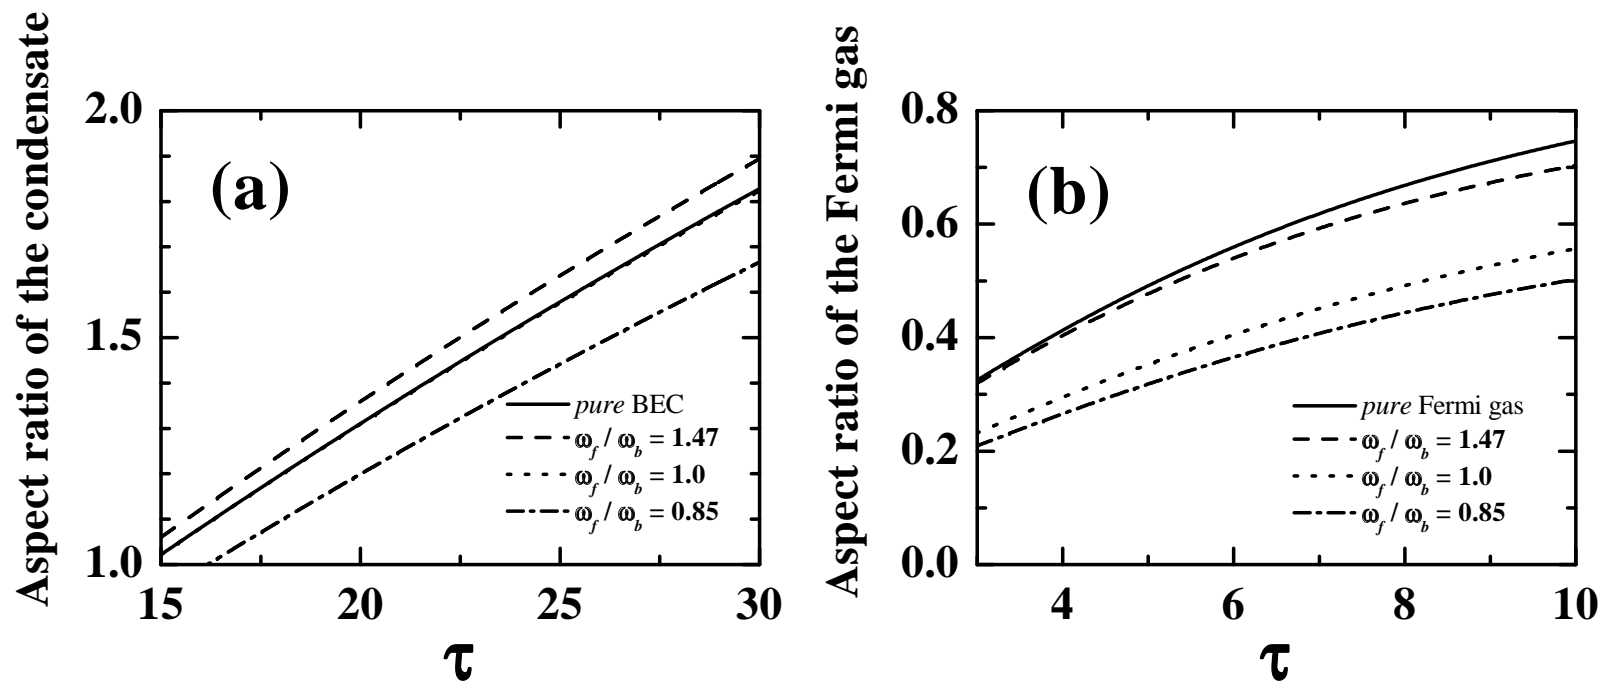 Aspect ratio of the condensate
(a)
2.0
1.5
1.0
15
20
25
30
τ
pure BEC
ω_f / ω_b = 1.47
ω_f / ω_b = 1.0
ω_f / ω_b = 0.85
Aspect ratio of the Fermi gas
(b)
0.8
0.6
0.4
0.2
0.0
4
6
8
10
τ
pure Fermi gas
ω_f / ω_b = 1.47
ω_f / ω_b = 1.0
ω_f / ω_b = 0.85